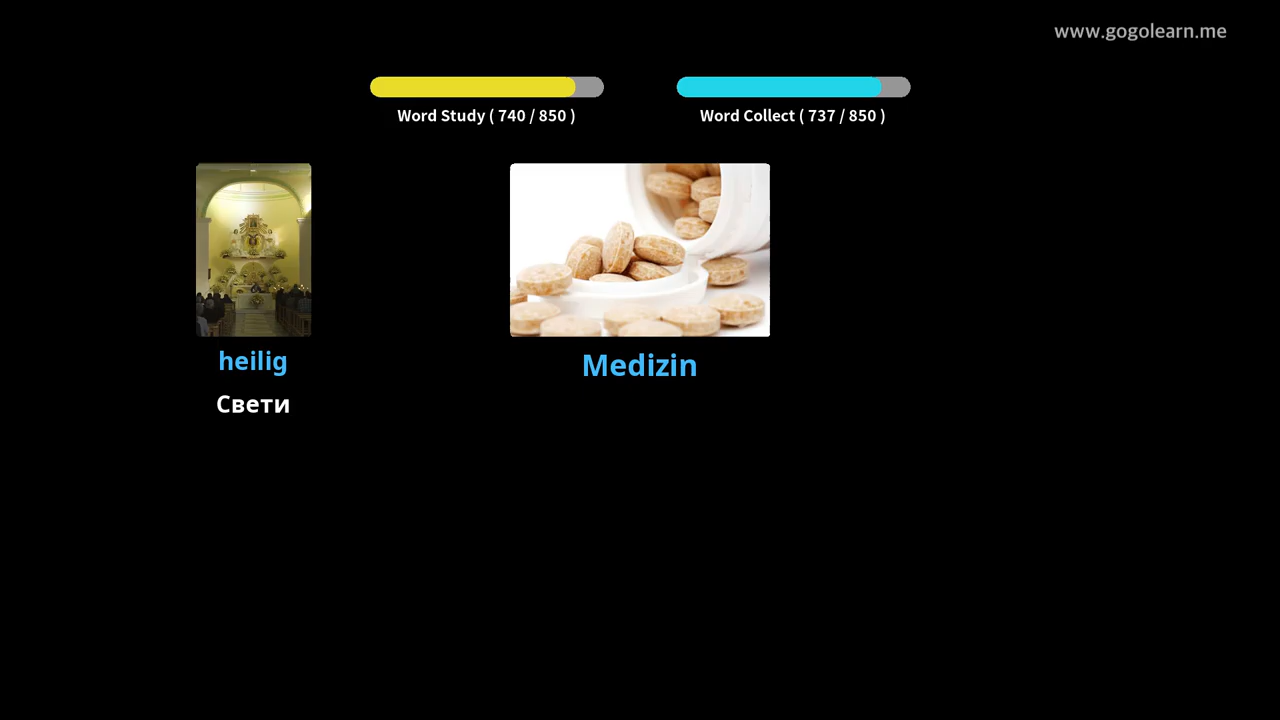 www.gogolearn.me
Word Study ( 740 / 850 )
Word Collect ( 737 / 850 )
heilig
Свети
Medizin